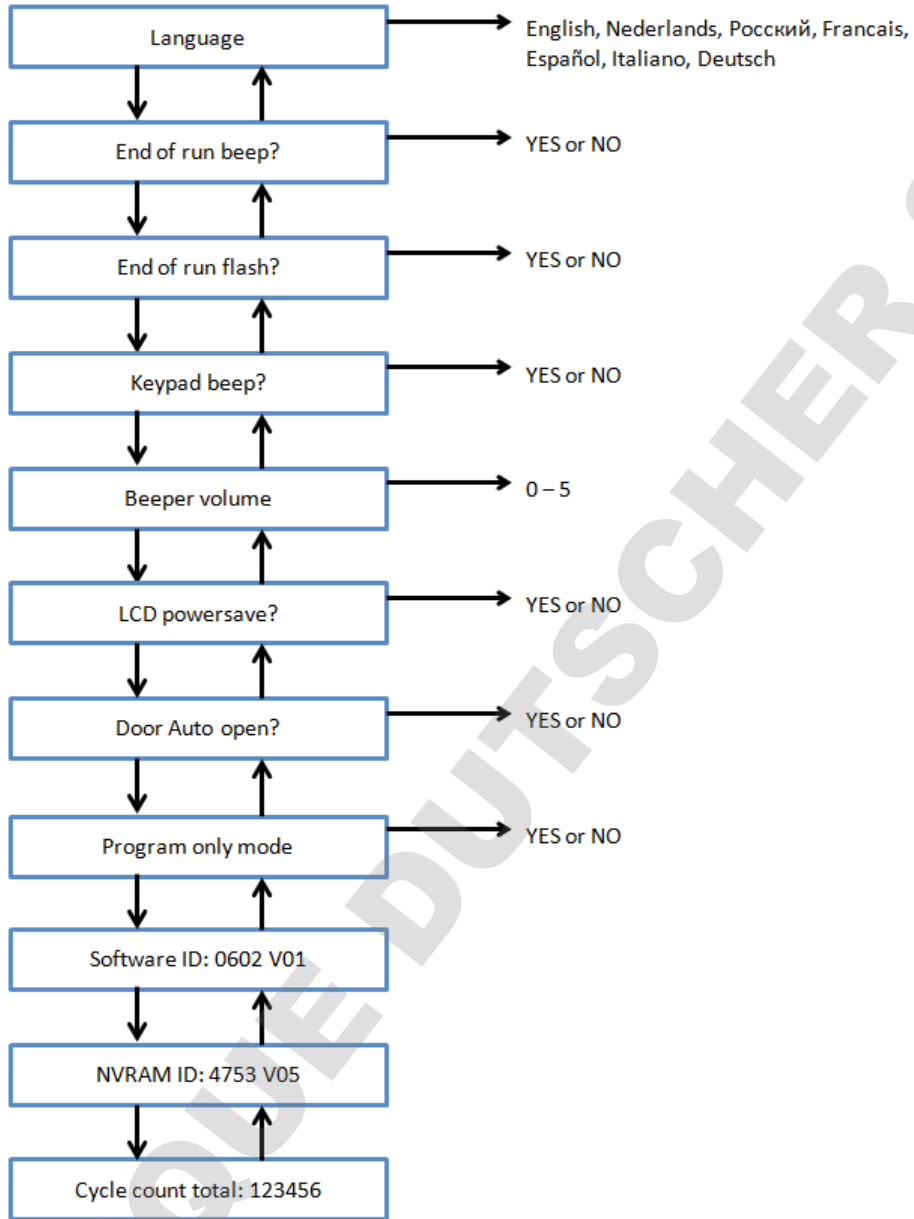 Language
English, Nederlands, Росский, Francais,
Español, Italiano, Deutsch
End of run beep?
YES or NO
End of run flash?
YES or NO
Keypad beep?
YES or NO
Beeper volume
0 – 5
LCD powersave?
YES or NO
Door Auto open?
YES or NO
Program only mode
YES or NO
Software ID: 0602 V01
NVRAM ID: 4753 V05
Cycle count total: 123456
QUE DUTSCHER